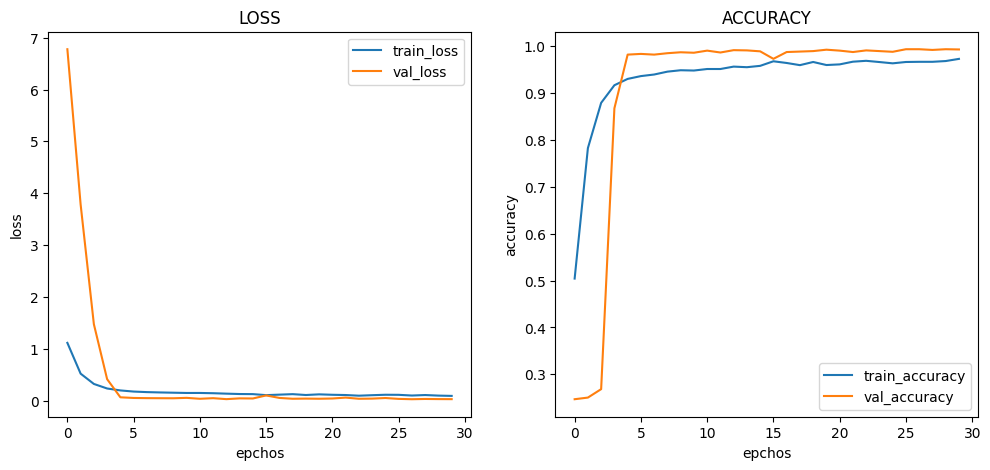 LOSS
7
6
5
4
3
2
1
0
loss
0 5 10 15 20 25 30
epchos
train_loss
val_loss
ACCURACY
1.0
0.9
0.8
0.7
0.6
0.5
0.4
0.3
accuracy
0 5 10 15 20 25 30
epchos
train_accuracy
val_accuracy